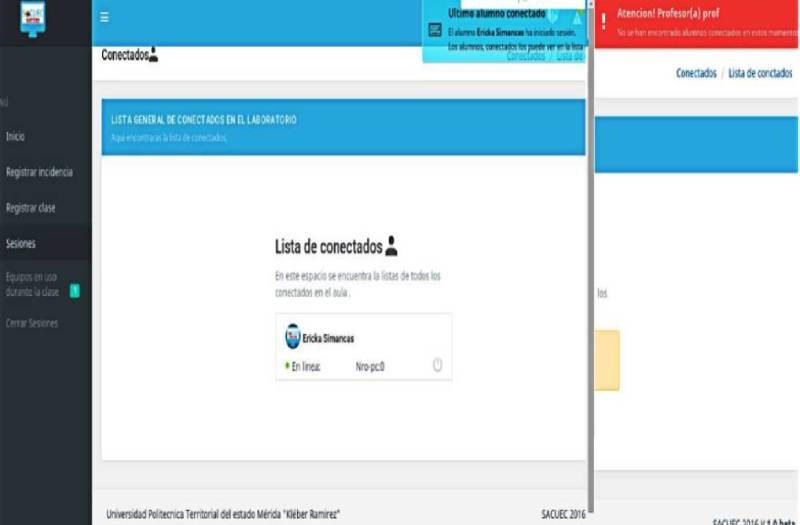 Ultimo alumno conectado
El alumno Ericka Simancas ha iniciado sesión.
Los alumnos, conectados los puede ver en la lista
Conectados / Lista de
Atencion! Profesor(a) prof
No se han encontrado alumnos conectados en estos momentos
Conectados
Conectados / Lista de conctados
LISTA GENERAL DE CONECTADOS EN EL LABORATORIO
Aqui encontraras la lista de conectados,
Inicio
Registrar incidencia
Registrar clase
Sesiones
Equipos en uso
durante la clase 1
Cerrar Sesiones
Lista de conectados
En este espacio se encuentra la listas de todos los
conectados en el aula .
los
Ericka Simancas
En linea: Nro-pc:0
Universidad Politecnica Territorial del estado Mérida "Kléber Ramirez"
SACUEC 2016
SACUEC 2016 V 1.0 beta